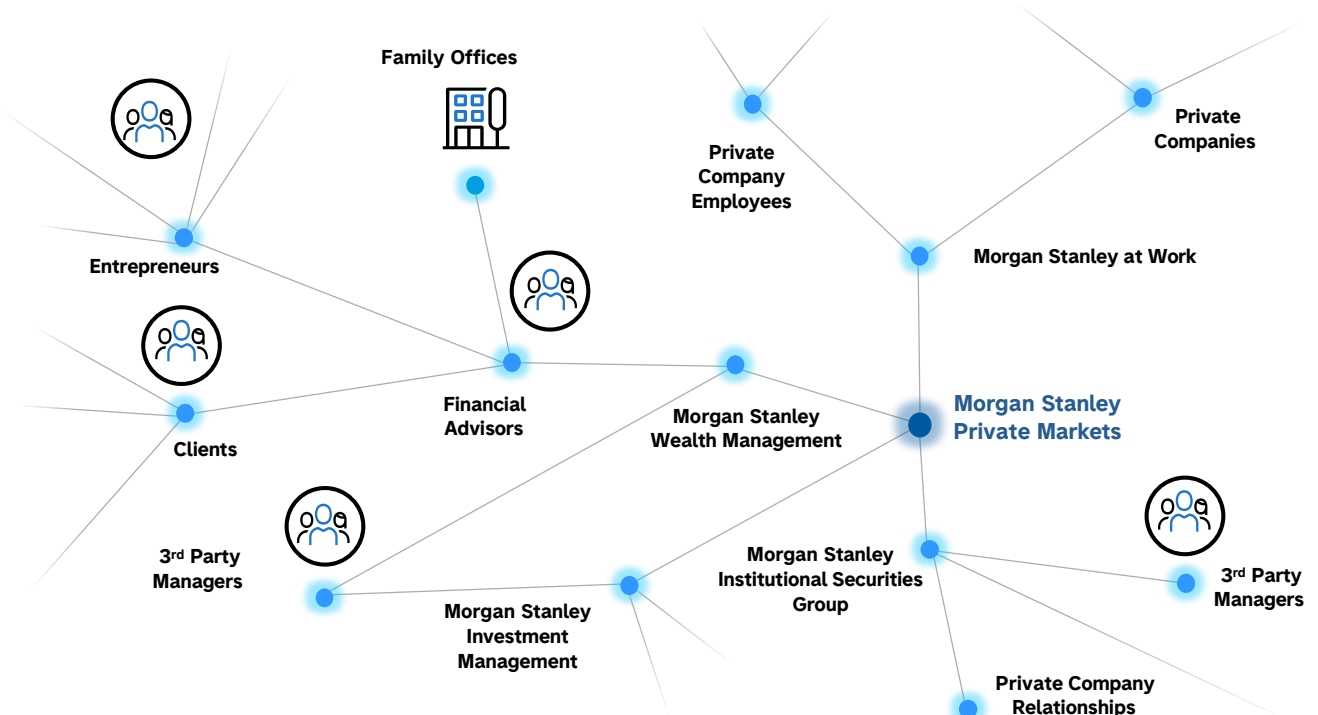 Family Offices
Private
Companies
Private
Company
Employees
Entrepreneurs
Morgan Stanley at Work
Financial
Advisors
Morgan Stanley
Wealth Management
Morgan Stanley
Private Markets
Clients
3rd Party
Managers
Morgan Stanley
Investment
Management
Morgan Stanley
Institutional Securities
Group
3rd Party
Managers
Private Company
Relationships